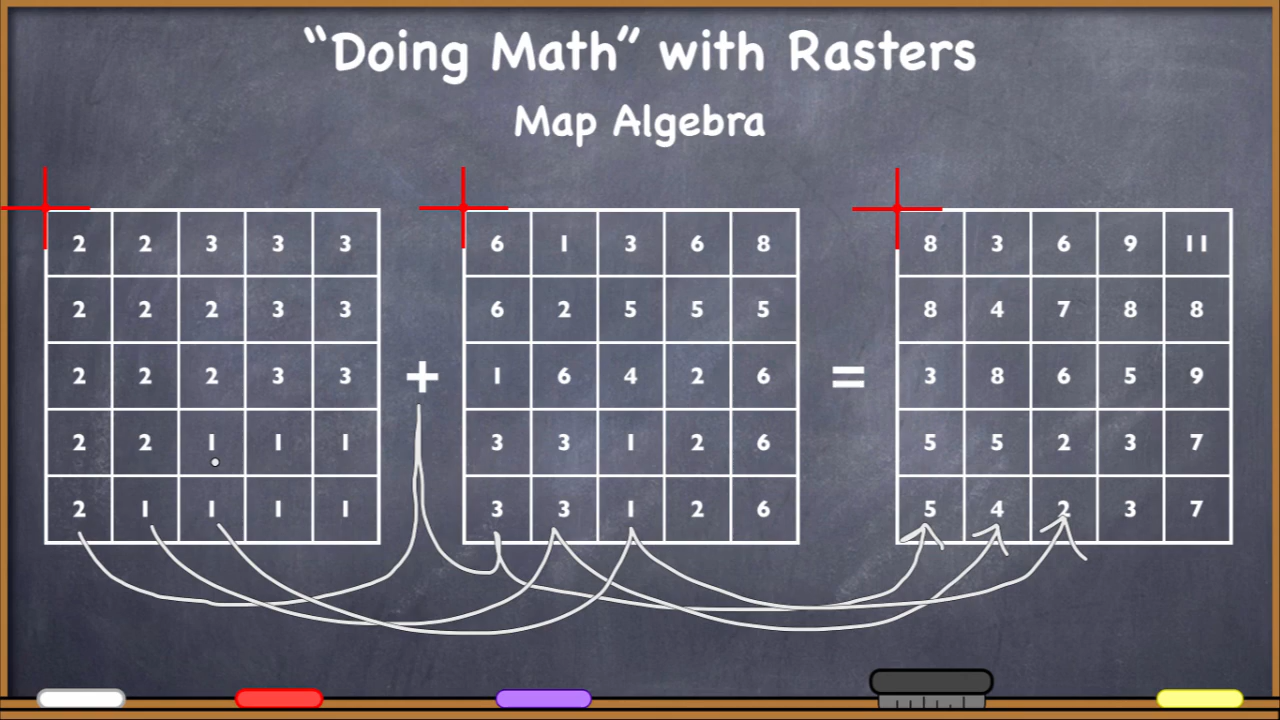 “Doing Math” with Rasters
Map Algebra
2 2 3 3 3 6 1 3 6 8 8 3 6 9 11
2 2 2 3 3 6 2 5 5 5 8 4 7 8 8
2 2 2 3 3 + 1 6 4 2 6 = 3 8 6 5 9
2 2 1 1 1 3 3 1 2 6 5 5 2 3 7
2 1 1 1 1 3 3 1 2 6 5 4 2 3 7